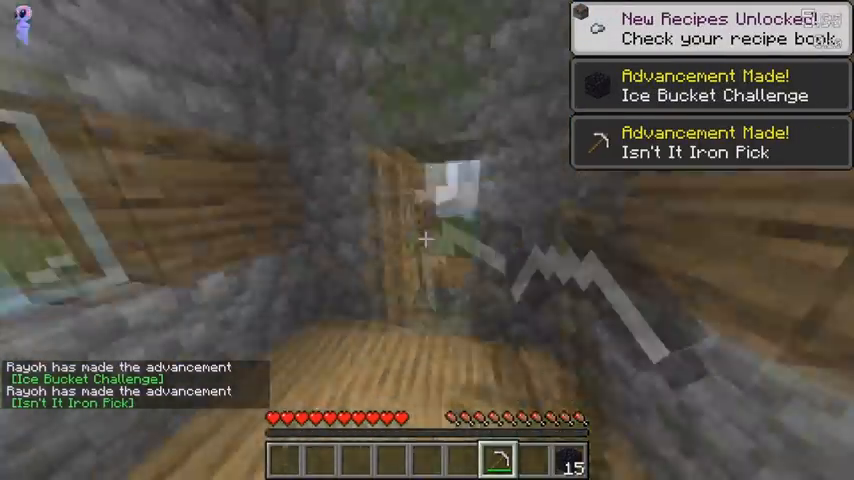 New Recipes Unlocked!
Check your recipe book
Advancement Made!
Ice Bucket Challenge
Advancement Made!
Isn't It Iron Pick
Rayoh has made the advancement
[Ice Bucket Challenge]
Rayoh has made the advancement
[Isn't It Iron Pick]
15